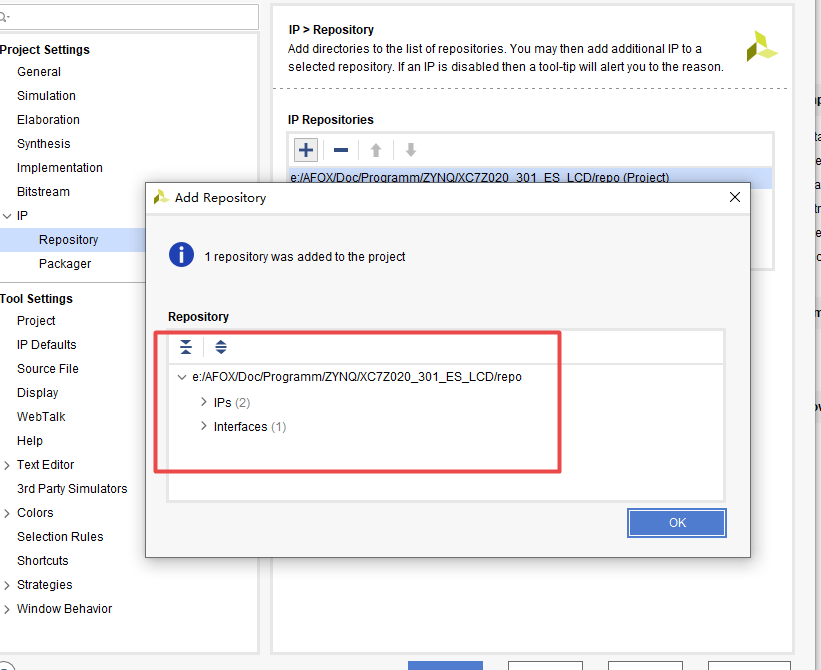 Project Settings
General
Simulation
Elaboration
Synthesis
Implementation
Bitstream
IP
Repository
Packager
Tool Settings
Project
IP Defaults
Source File
Display
WebTalk
Help
Text Editor
3rd Party Simulators
Colors
Selection Rules
Shortcuts
Strategies
Window Behavior
IP > Repository
Add directories to the list of repositories. You may then add additional IP to a
selected repository. If an IP is disabled then a tool-tip will alert you to the reason.
IP Repositories
e:/AFOX/Doc/Programm/ZYNQ/XC7Z020_301_ES_LCD/repo (Project)
Add Repository
1 repository was added to the project
Repository
e:/AFOX/Doc/Programm/ZYNQ/XC7Z020_301_ES_LCD/repo
IPs (2)
Interfaces (1)
OK